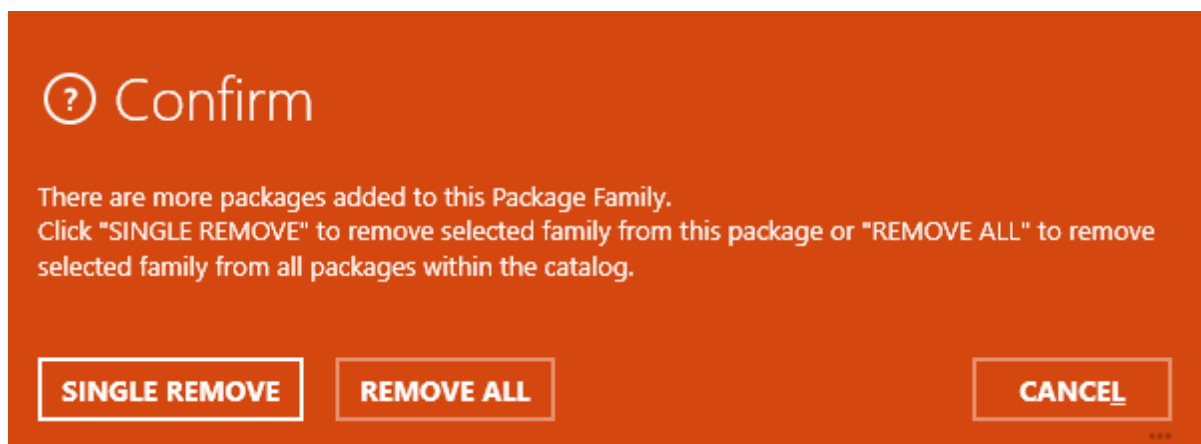 ? Confirm
There are more packages added to this Package Family.
Click "SINGLE REMOVE" to remove selected family from this package or "REMOVE ALL" to remove
selected family from all packages within the catalog.
SINGLE REMOVE REMOVE ALL CANCEL